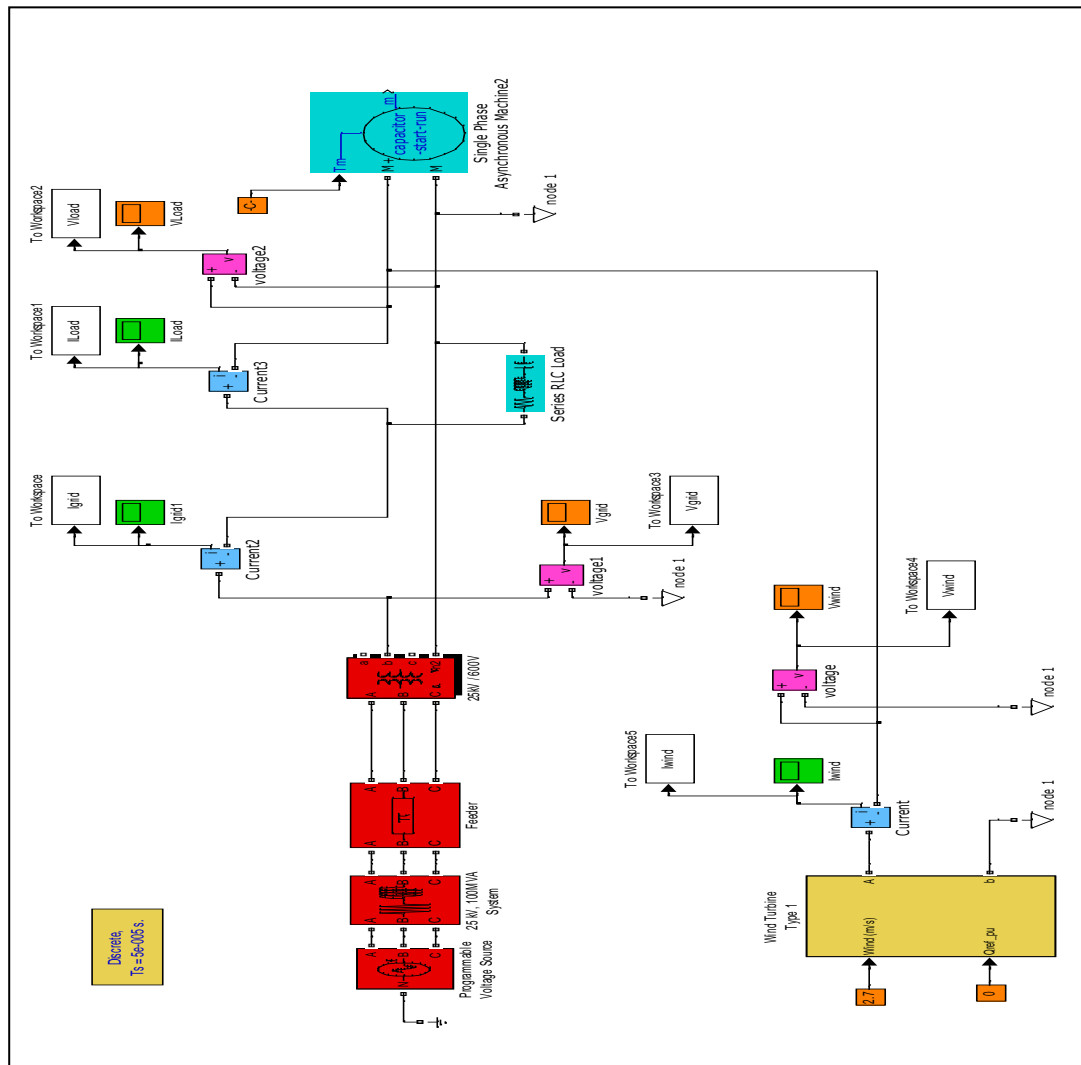 Discrete,
Ts = 5e-005 s.
N
A
B
C
A
B
C
Programmable
Voltage Source
A
B
C
A
B
C
25 kV, 100MVA
System
A
B
C
A
B
C
Feeder
A
B
C
a
b
c
n2
25kV / 600V
To Workspace
Igrid
Igrid1
i
+
-
Current2
To Workspace1
ILoad
ILoad
i
+
-
Current3
To Workspace2
Vload
VLoad
+
-
v
voltage2
-C-
Tm
m
M+
M
capacitor
-start-run
Single Phase
Asynchronous Machine2
node 1
Series RLC Load
+
-
v
voltage1
Vgrid
To Workspace3
Vgrid
node 1
Wind Turbine
Type 1
2.7
0
Wind (m/s)
Qref_pu
A
b
node 1
i
+
-
Current
To Workspace5
Iwind
Iwind
+
-
v
voltage
Vwind
To Workspace4
Vwind
node 1